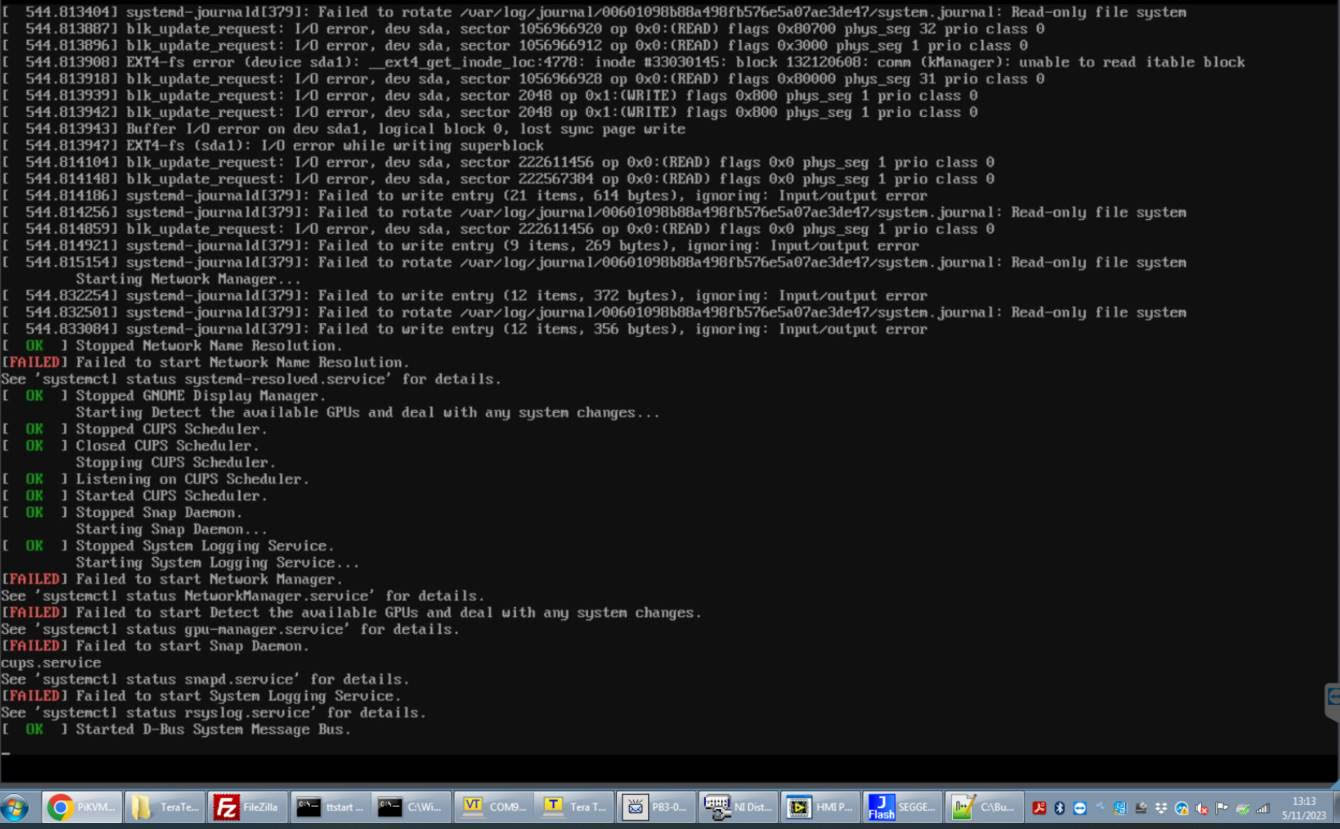 [  544.813404] systemd-journald[379]: Failed to rotate /var/log/journal/00601098b88a498fb576e5a07ae3de47/system.journal: Read-only file system
[  544.813887] blk_update_request: I/O error, dev sda, sector 1056966920 op 0x0:(READ) flags 0x80700 phys_seg 32 prio class 0
[  544.813896] blk_update_request: I/O error, dev sda, sector 1056966912 op 0x0:(READ) flags 0x3000 phys_seg 1 prio class 0
[  544.813908] EXT4-fs error (device sda1): __ext4_get_inode_loc:4778: inode #33030145: block 132120608: comm (kManager): unable to read itable block
[  544.813918] blk_update_request: I/O error, dev sda, sector 1056966928 op 0x0:(READ) flags 0x80000 phys_seg 31 prio class 0
[  544.813939] blk_update_request: I/O error, dev sda, sector 2048 op 0x1:(WRITE) flags 0x800 phys_seg 1 prio class 0
[  544.813942] blk_update_request: I/O error, dev sda, sector 2048 op 0x1:(WRITE) flags 0x800 phys_seg 1 prio class 0
[  544.813943] Buffer I/O error on dev sda1, logical block 0, lost sync page write
[  544.813947] EXT4-fs (sda1): I/O error while writing superblock
[  544.814104] blk_update_request: I/O error, dev sda, sector 222611456 op 0x0:(READ) flags 0x0 phys_seg 1 prio class 0
[  544.814148] blk_update_request: I/O error, dev sda, sector 222567384 op 0x0:(READ) flags 0x0 phys_seg 1 prio class 0
[  544.814186] systemd-journald[379]: Failed to write entry (21 items, 614 bytes), ignoring: Input/output error
[  544.814256] systemd-journald[379]: Failed to rotate /var/log/journal/00601098b88a498fb576e5a07ae3de47/system.journal: Read-only file system
[  544.814859] blk_update_request: I/O error, dev sda, sector 222611456 op 0x0:(READ) flags 0x0 phys_seg 1 prio class 0
[  544.814921] systemd-journald[379]: Failed to write entry (9 items, 269 bytes), ignoring: Input/output error
[  544.815154] systemd-journald[379]: Failed to rotate /var/log/journal/00601098b88a498fb576e5a07ae3de47/system.journal: Read-only file system
Starting Network Manager...
[  544.832254] systemd-journald[379]: Failed to write entry (12 items, 372 bytes), ignoring: Input/output error
[  544.832501] systemd-journald[379]: Failed to rotate /var/log/journal/00601098b88a498fb576e5a07ae3de47/system.journal: Read-only file system
[  544.833084] systemd-journald[379]: Failed to write entry (12 items, 356 bytes), ignoring: Input/output error
[  OK  ] Stopped Network Name Resolution.
[FAILED] Failed to start Network Name Resolution.
See 'systemctl status systemd-resolved.service' for details.
[  OK  ] Stopped GNOME Display Manager.
Starting Detect the available GPUs and deal with any system changes...
[  OK  ] Stopped CUPS Scheduler.
[  OK  ] Closed CUPS Scheduler.
Stopping CUPS Scheduler.
[  OK  ] Listening on CUPS Scheduler.
[  OK  ] Started CUPS Scheduler.
[  OK  ] Stopped Snap Daemon.
Starting Snap Daemon...
[  OK  ] Stopped System Logging Service.
Starting System Logging Service...
[FAILED] Failed to start Network Manager.
See 'systemctl status NetworkManager.service' for details.
[FAILED] Failed to start Detect the available GPUs and deal with any system changes.
See 'systemctl status gpu-manager.service' for details.
[FAILED] Failed to start Snap Daemon.
cups.service
See 'systemctl status snapd.service' for details.
[FAILED] Failed to start System Logging Service.
See 'systemctl status rsyslog.service' for details.
[  OK  ] Started D-Bus System Message Bus.
PiKVM... TeraTe... FileZilla ttstart ... C:\Wi... COM9... Tera T... PB3-0... NI Dist... HMI P... SEGGE... C:\Bu... 13:13
5/11/2023